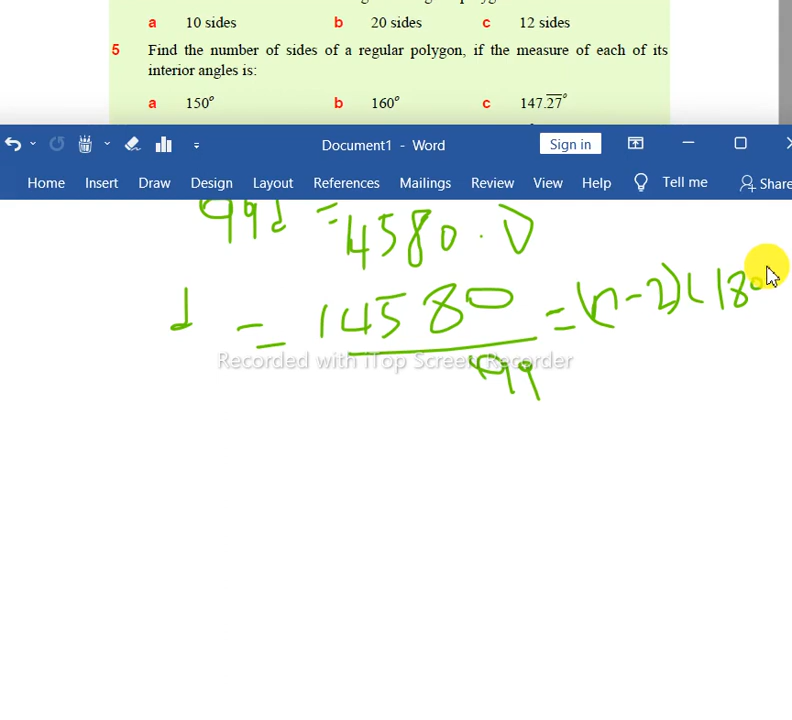 a 10 sides b 20 sides c 12 sides
5 Find the number of sides of a regular polygon, if the measure of each of its
interior angles is:
a 150° b 160° c 147.27°
Document1 - Word Sign in
Home Insert Draw Design Layout References Mailings Review View Help Tell me Share
99d = 4580.0
d = 14580 = (n-2)(180
99
Recorded with iTop Screen Recorder